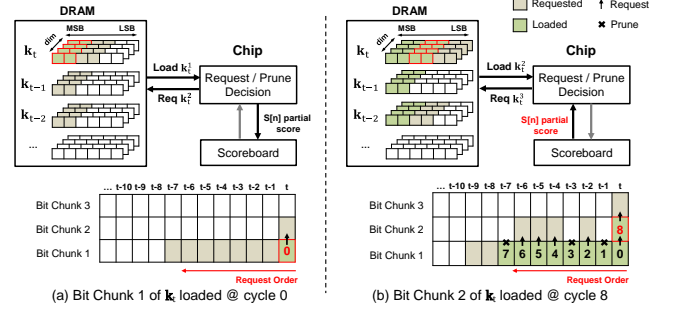 Requested
Request
Loaded
Prune
DRAM
MSB
LSB
dim
k_t
k_{t-1}
k_{t-2}
...
Chip
Load k_t^1
Req k_t^2
Request / Prune
Decision
S[n] partial
score
Scoreboard
... t-10 t-9 t-8 t-7 t-6 t-5 t-4 t-3 t-2 t-1 t
Bit Chunk 3
Bit Chunk 2
Bit Chunk 1
0
Request Order
(a) Bit Chunk 1 of k_t loaded @ cycle 0
DRAM
MSB
LSB
dim
k_t
k_{t-1}
k_{t-2}
...
Chip
Load k_t^2
Req k_t^3
Request / Prune
Decision
S[n] partial
score
Scoreboard
... t-10 t-9 t-8 t-7 t-6 t-5 t-4 t-3 t-2 t-1 t
Bit Chunk 3
Bit Chunk 2
8
Bit Chunk 1
7 6 5 4 3 2 1 0
Request Order
(b) Bit Chunk 2 of k_t loaded @ cycle 8